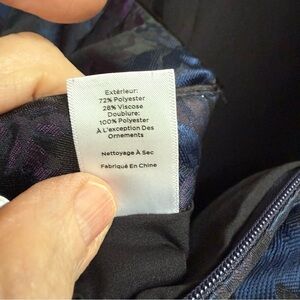 Extérieur:
72% Polyester
28% Viscose
Doublure:
100% Polyester
À L'exception Des
Ornements
Nettoyage À Sec
Fabriqué En Chine